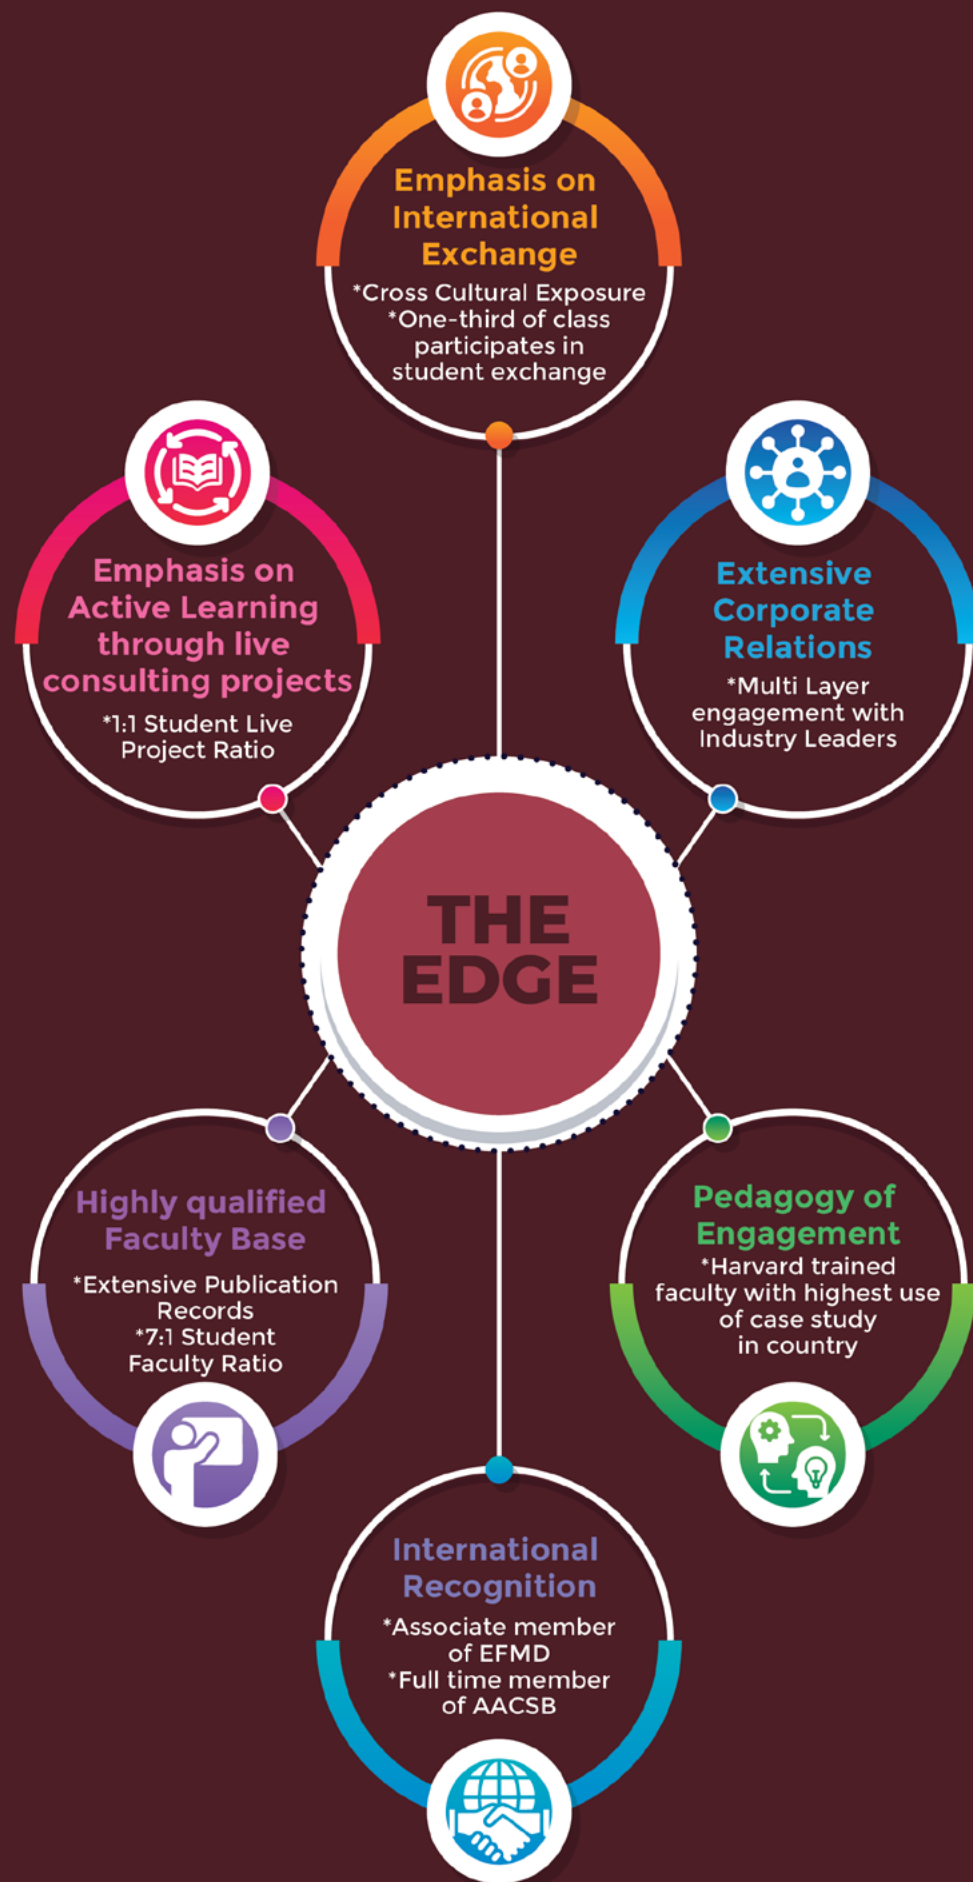 Emphasis on
International
Exchange
*Cross Cultural Exposure
*One-third of class
participates in
student exchange
Emphasis on
Active Learning
through live
consulting projects
*1:1 Student Live
Project Ratio
Extensive
Corporate
Relations
*Multi Layer
engagement with
Industry Leaders
THE
EDGE
Highly qualified
Faculty Base
*Extensive Publication
Records
*7:1 Student
Faculty Ratio
Pedagogy of
Engagement
*Harvard trained
faculty with highest use
of case study
in country
International
Recognition
*Associate member
of EFMD
*Full time member
of AACSB